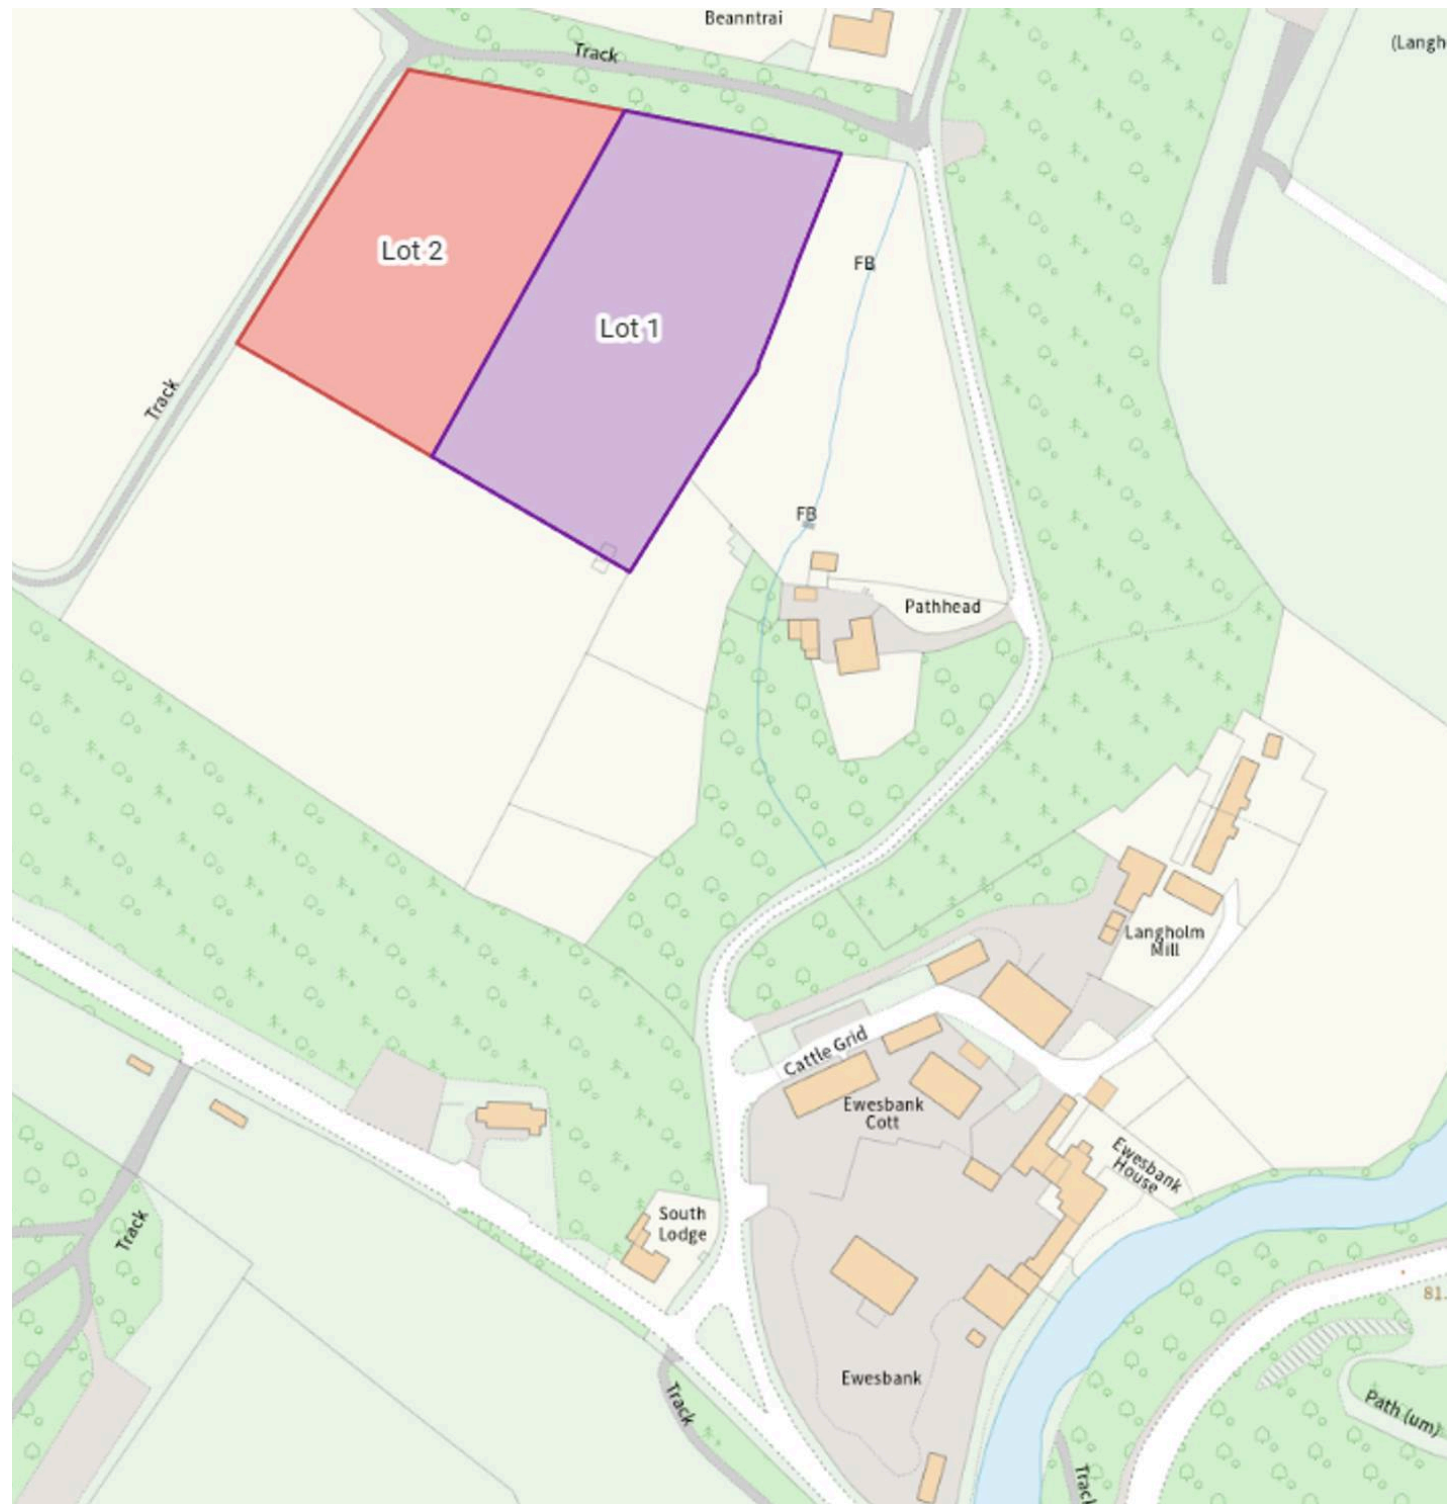 Beanntrai
(Langh
Track
Lot 2
FB
Lot 1
Track
FB
Pathhead
Langholm
Mill
Cattle Grid
Ewesbank
Cott
Ewesbank
House
Track
South
Lodge
81.
Ewesbank
Track
Path (um)
Track